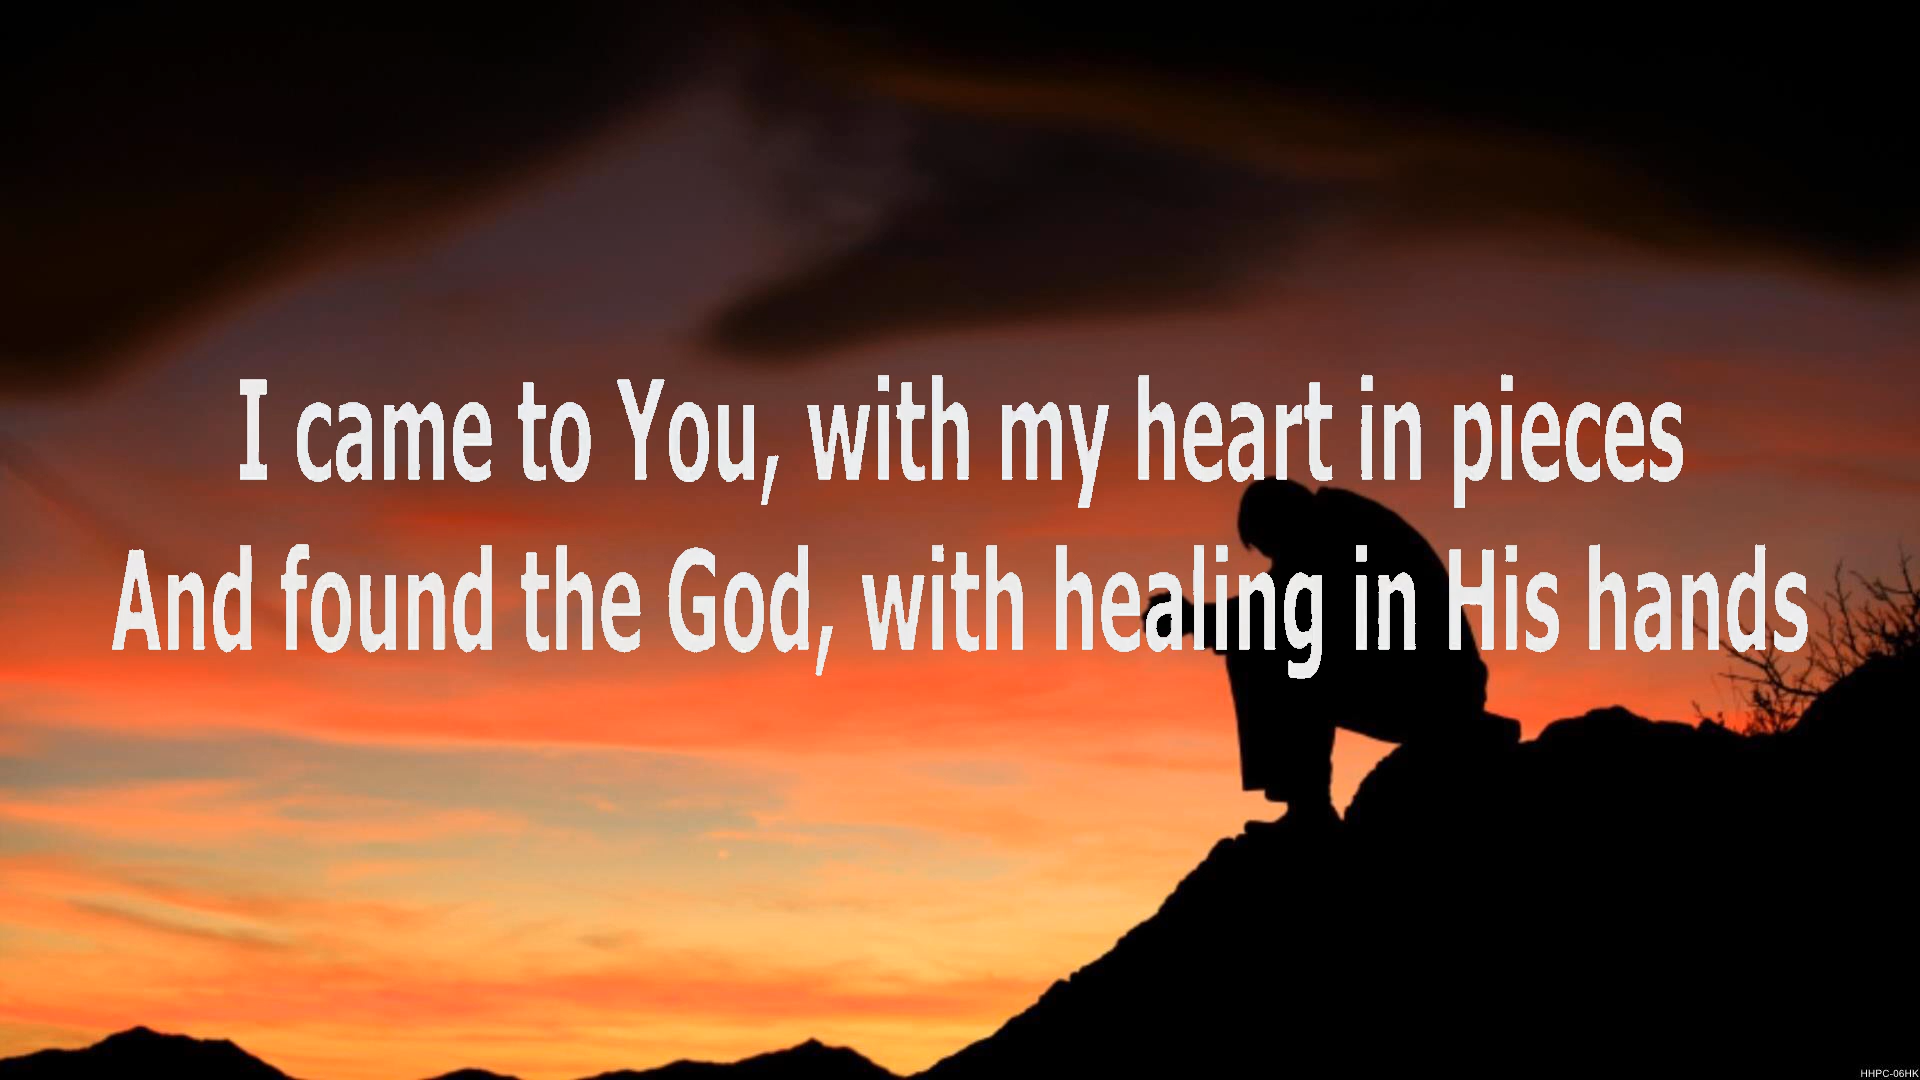 I came to You, with my heart in pieces
And found the God, with healing in His hands
HHPC-06HK